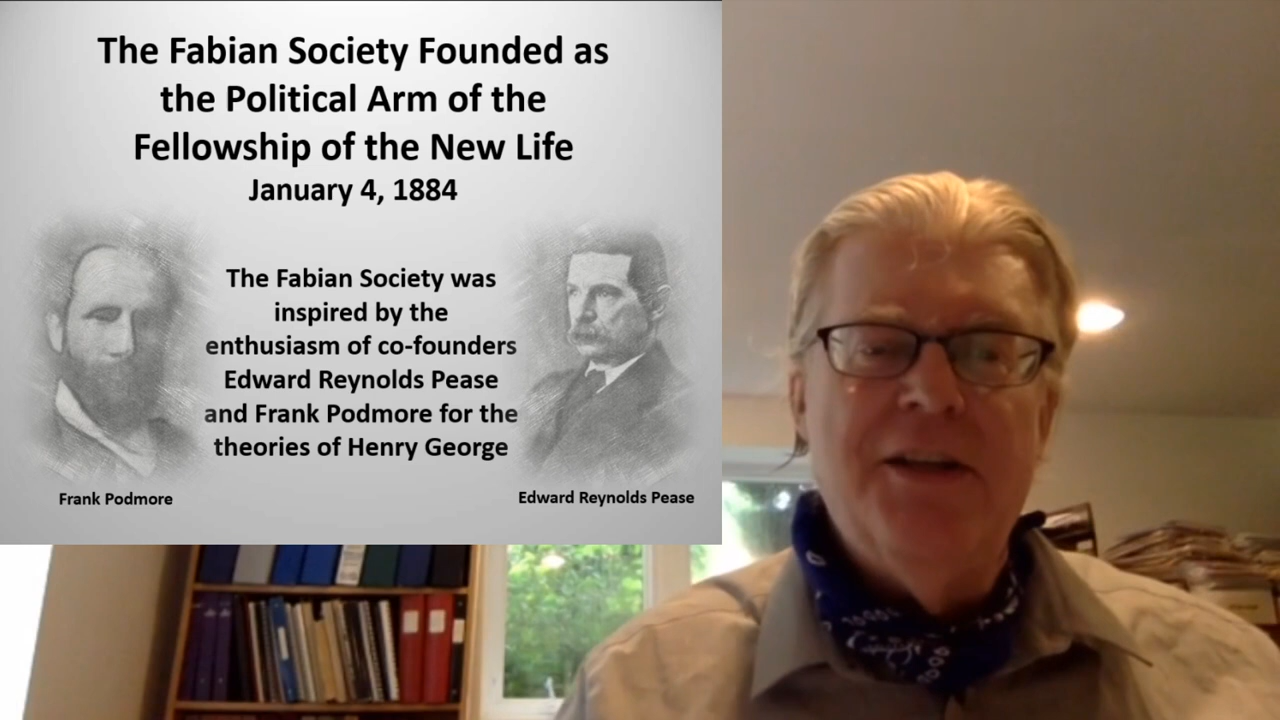 The Fabian Society Founded as
the Political Arm of the
Fellowship of the New Life
January 4, 1884
The Fabian Society was
inspired by the
enthusiasm of co-founders
Edward Reynolds Pease
and Frank Podmore for the
theories of Henry George
Frank Podmore
Edward Reynolds Pease